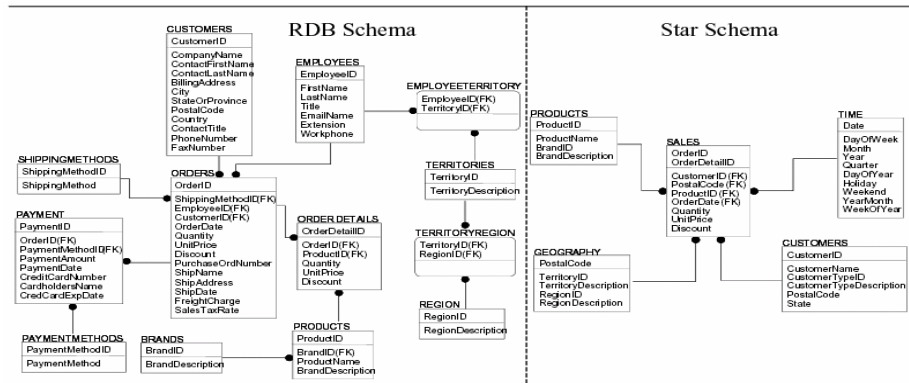 RDB Schema
Star Schema
CUSTOMERS
CustomerID
CompanyName
ContactFirstName
ContactLastName
BillingAddress
City
StateOrProvince
PostalCode
Country
ContactTitle
PhoneNumber
FaxNumber
EMPLOYEES
EmployeeID
FirstName
LastName
Title
EmailName
Extension
Workphone
EMPLOYEETERRITORY
EmployeeID(FK)
TerritoryID(FK)
SHIPPINGMETHODS
ShippingMethodID
ShippingMethod
ORDERS
OrderID
ShippingMethodID(FK)
EmployeeID(FK)
CustomerID(FK)
OrderDate
Quantity
UnitPrice
Discount
PurchaseOrdNumber
ShipName
ShipAddress
ShipDate
FreightCharge
SalesTaxRate
TERRITORIES
TerritoryID
TerritoryDescription
PAYMENT
PaymentID
OrderID(FK)
PaymentMethodID(FK)
PaymentAmount
PaymentDate
CreditCardNumber
CardholdersName
CredCardExpDate
ORDER DETAILS
OrderDetailID
OrderID(FK)
ProductID(FK)
Quantity
UnitPrice
Discount
TERRITORYREGION
TerritoryID(FK)
RegionID(FK)
REGION
RegionID
RegionDescription
PAYMENTMETHODS
PaymentMethodID
PaymentMethod
BRANDS
BrandID
BrandDescription
PRODUCTS
ProductID
BrandID(FK)
ProductName
BrandDescription
PRODUCTS
ProductID
ProductName
BrandID
BrandDescription
SALES
OrderID
OrderDetailID
CustomerID (FK)
PostalCode (FK)
ProductID (FK)
OrderDate (FK)
Quantity
UnitPrice
Discount
TIME
Date
DayOfWeek
Month
Year
Quarter
DayOfYear
Holiday
Weekend
YearMonth
WeekOfYear
GEOGRAPHY
PostalCode
TerritoryID
TerritoryDescription
RegionID
RegionDescription
CUSTOMERS
CustomerID
CustomerName
CustomerTypeID
CustomerTypeDescription
PostalCode
State